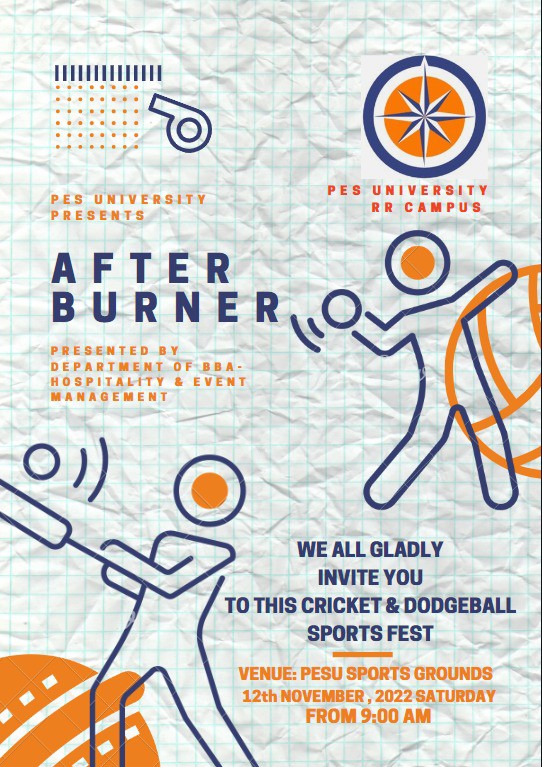 PES UNIVERSITY
RR CAMPUS
PES UNIVERSITY
PRESENTS
AFTER
BURNER
PRESENTED BY
DEPARTMENT OF BBA-
HOSPITALITY & EVENT
MANAGEMENT
WE ALL GLADLY
INVITE YOU
TO THIS CRICKET & DODGEBALL
SPORTS FEST
VENUE: PESU SPORTS GROUNDS
12th NOVEMBER , 2022 SATURDAY
FROM 9:00 AM